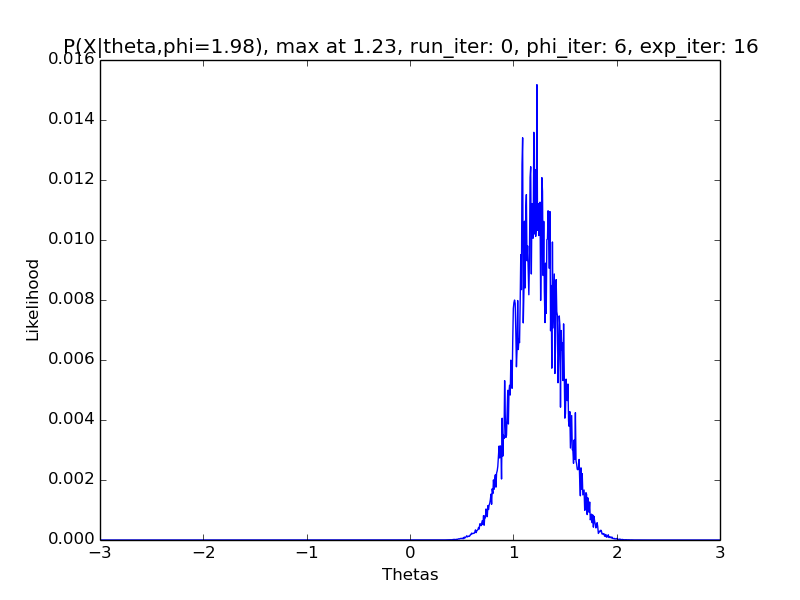 P(X|theta,phi=1.98), max at 1.23, run_iter: 0, phi_iter: 6, exp_iter: 16
0.016
0.014
0.012
0.010
0.008
0.006
0.004
0.002
0.000
Likelihood
−3 −2 −1 0 1 2 3
Thetas